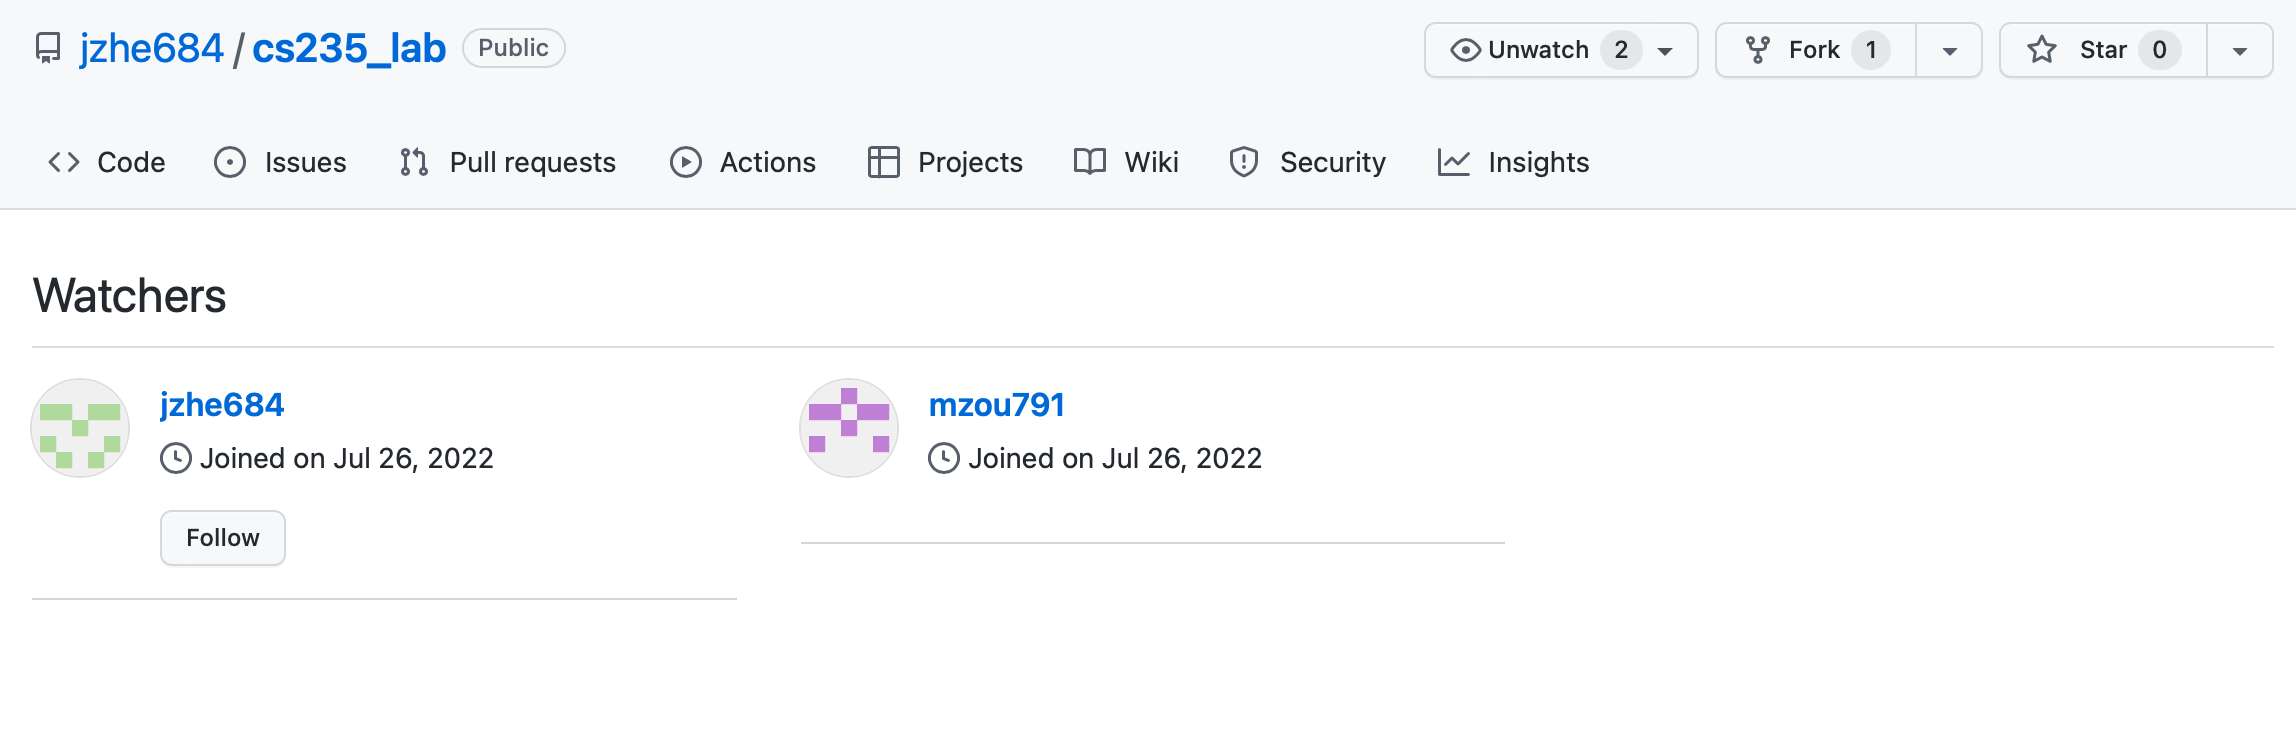 jzhe684 / cs235_lab Public Unwatch 2 Fork 1 Star 0
Code Issues Pull requests Actions Projects Wiki Security Insights
Watchers
jzhe684 mzou791
Joined on Jul 26, 2022 Joined on Jul 26, 2022
Follow